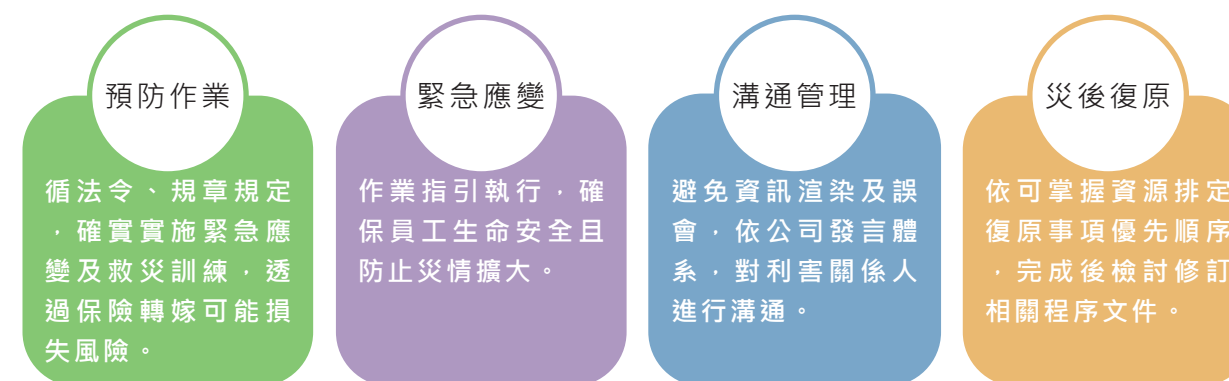 預防作業
循法令、規章規定
，確實實施緊急應
變及救災訓練，透
過保險轉嫁可能損
失風險。
緊急應變
作業指引執行，確
保員工生命安全且
防止災情擴大。
溝通管理
避免資訊渲染及誤
會，依公司發言體
系，對利害關係人
進行溝通。
災後復原
依可掌握資源排定
復原事項優先順序
，完成後檢討修訂
相關程序文件。